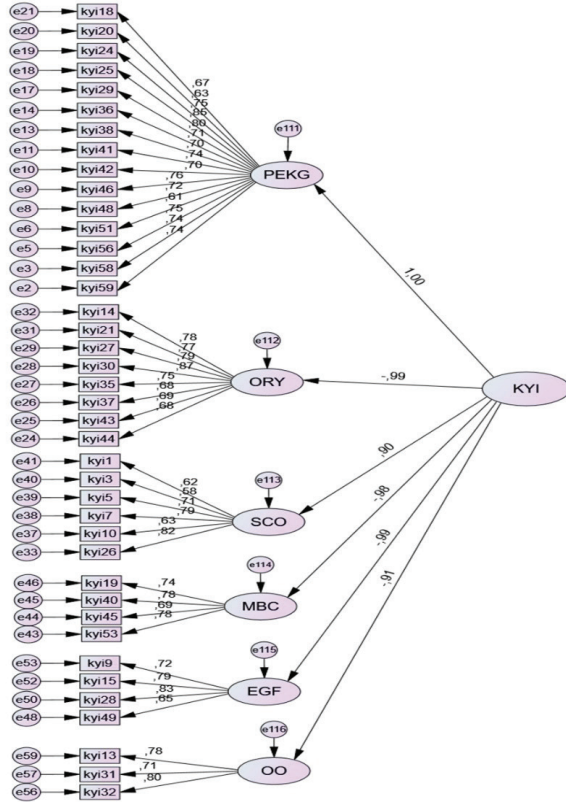 e21 kyi18
e20 kyi20
e19 kyi24
e18 kyi25
e17 kyi29
e14 kyi36
e13 kyi38
e11 kyi41
e10 kyi42
e9 kyi46
e8 kyi48
e6 kyi51
e5 kyi56
e3 kyi58
e2 kyi59
,67
,63
,75
,85
,80
,71
,70
,74
,70
,76
,72
,61
,75
,74
,74
e111
PEKG
1,00
e32 kyi14
e31 kyi21
e29 kyi27
e28 kyi30
e27 kyi35
e26 kyi37
e25 kyi43
e24 kyi44
,78
,77
,79
,87
,75
,68
,69
,68
e112
ORY
-,99
KYI
e41 kyi1
e40 kyi3
e39 kyi5
e38 kyi7
e37 kyi10
e33 kyi26
,62
,58
,71
,79
,63
,82
e113
SCO
,90
e46 kyi19
e45 kyi40
e44 kyi45
e43 kyi53
,74
,78
,69
,78
e114
MBC
-,98
e53 kyi9
e52 kyi15
e50 kyi28
e48 kyi49
,72
,79
,83
,65
e115
EGF
-,99
e59 kyi13
e57 kyi31
e56 kyi32
,78
,71
,80
e116
OO
-,91